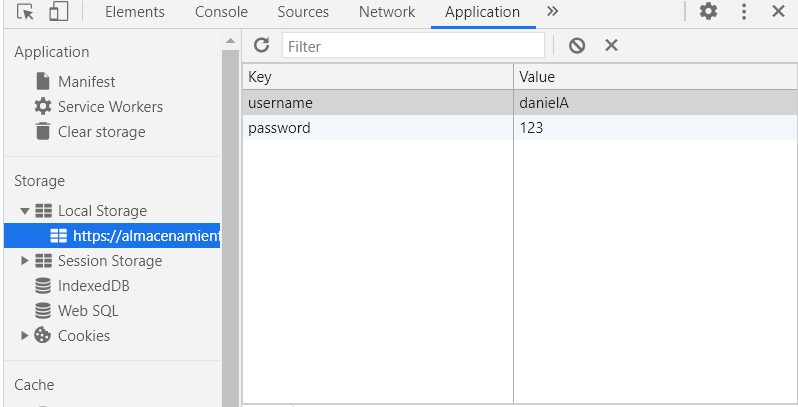 Elements Console Sources Network Application »
Application
Manifest
Service Workers
Clear storage
Storage
Local Storage
https://almacenamient
Session Storage
IndexedDB
Web SQL
Cookies
Cache
Filter
Key Value
username danielA
password 123